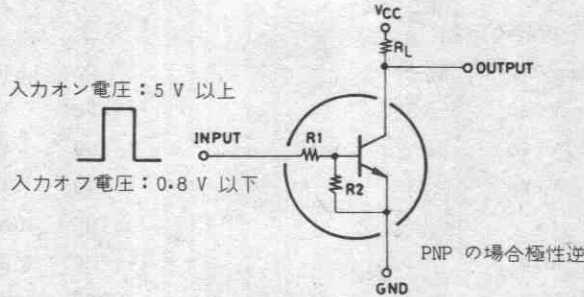 VCC
RL
OUTPUT
入力オン電圧：5 V 以上
INPUT
R1
R2
入力オフ電圧：0.8 V 以下
PNP の場合極性逆
GND